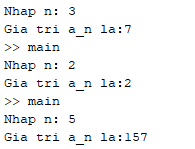 Nhap n: 3
Gia tri a_n la:7
>> main
Nhap n: 2
Gia tri a_n la:2
>> main
Nhap n: 5
Gia tri a_n la:157